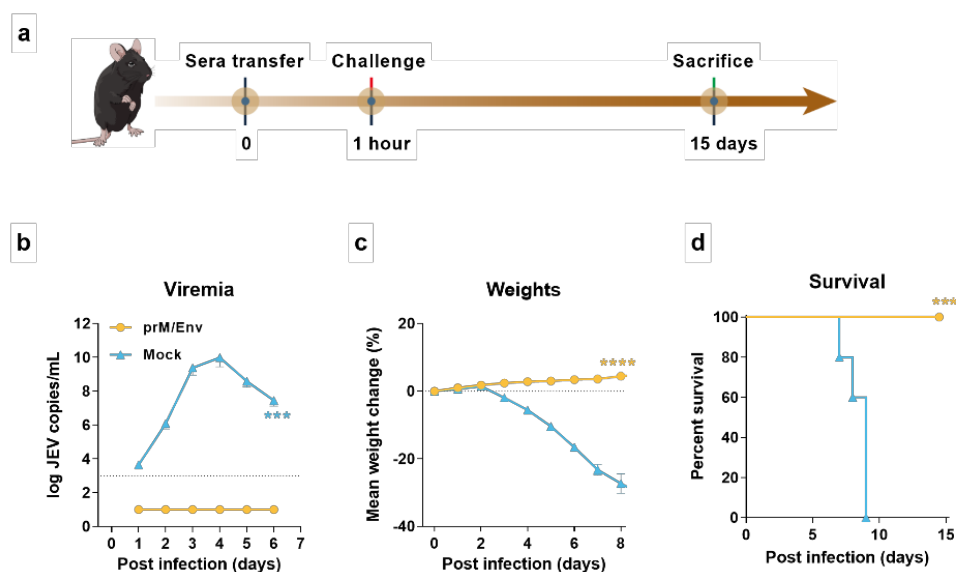 a
Sera transfer
Challenge
Sacrifice
0
1 hour
15 days
b
Viremia
12
10
8
6
4
2
0
prM/Env
Mock
***
log JEV copies/mL
0 1 2 3 4 5 6 7
Post infection (days)
c
Weights
20
0
-20
-40
****
Mean weight change (%)
0 2 4 6 8
Post infection (days)
d
Survival
100
80
60
40
20
0
***
Percent survival
0 5 10 15
Post infection (days)